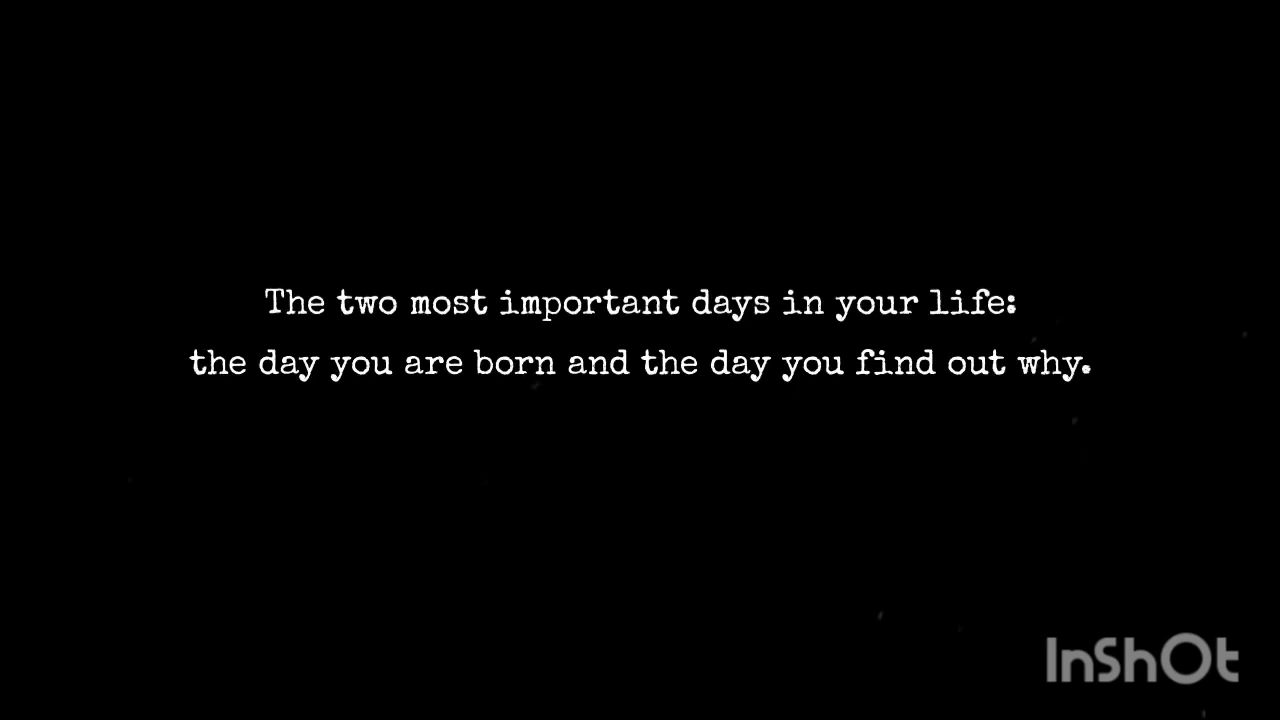 The two most important days in your life:
the day you are born and the day you find out why.
InShOt